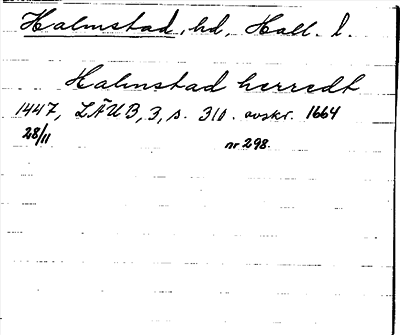 Halmstad, hd, Hall. l.
Halmstad herredt
1447, LÄUB, 3, s. 310. avskr. 1664
28/11 nr 298.